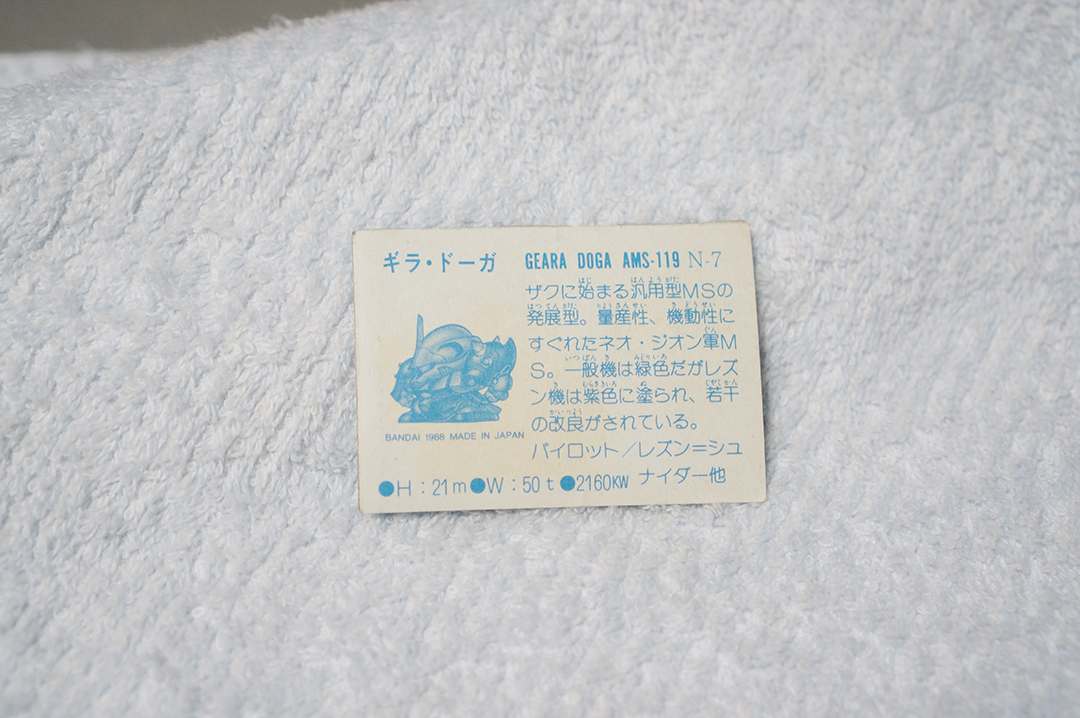 ギラ・ドーガ GEARA DOGA AMS-119 N-7
ザクに始まる汎用型MSの
発展型。量産性、機動性に
すぐれたネオ・ジオン軍M
S。一般機は緑色だがレズ
ン機は紫色に塗られ、若干
の改良がされている。
パイロット/レズン=シュ
ナイダー他
BANDAI 1988 MADE IN JAPAN
●H:21m●W:50t●2160KW